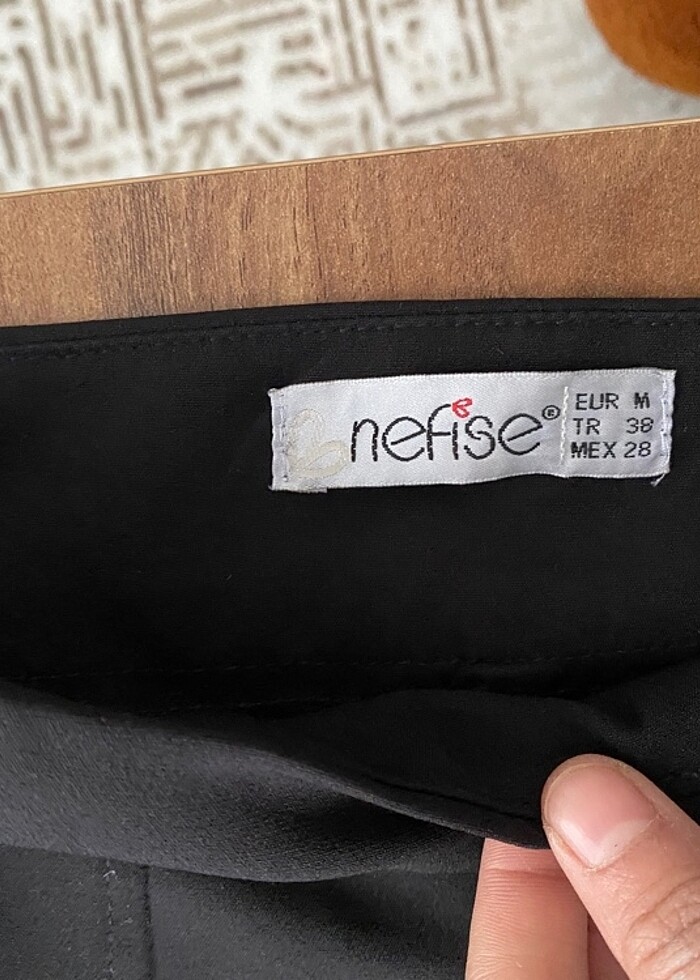 nefise®
EUR M
TR 38
MEX 28